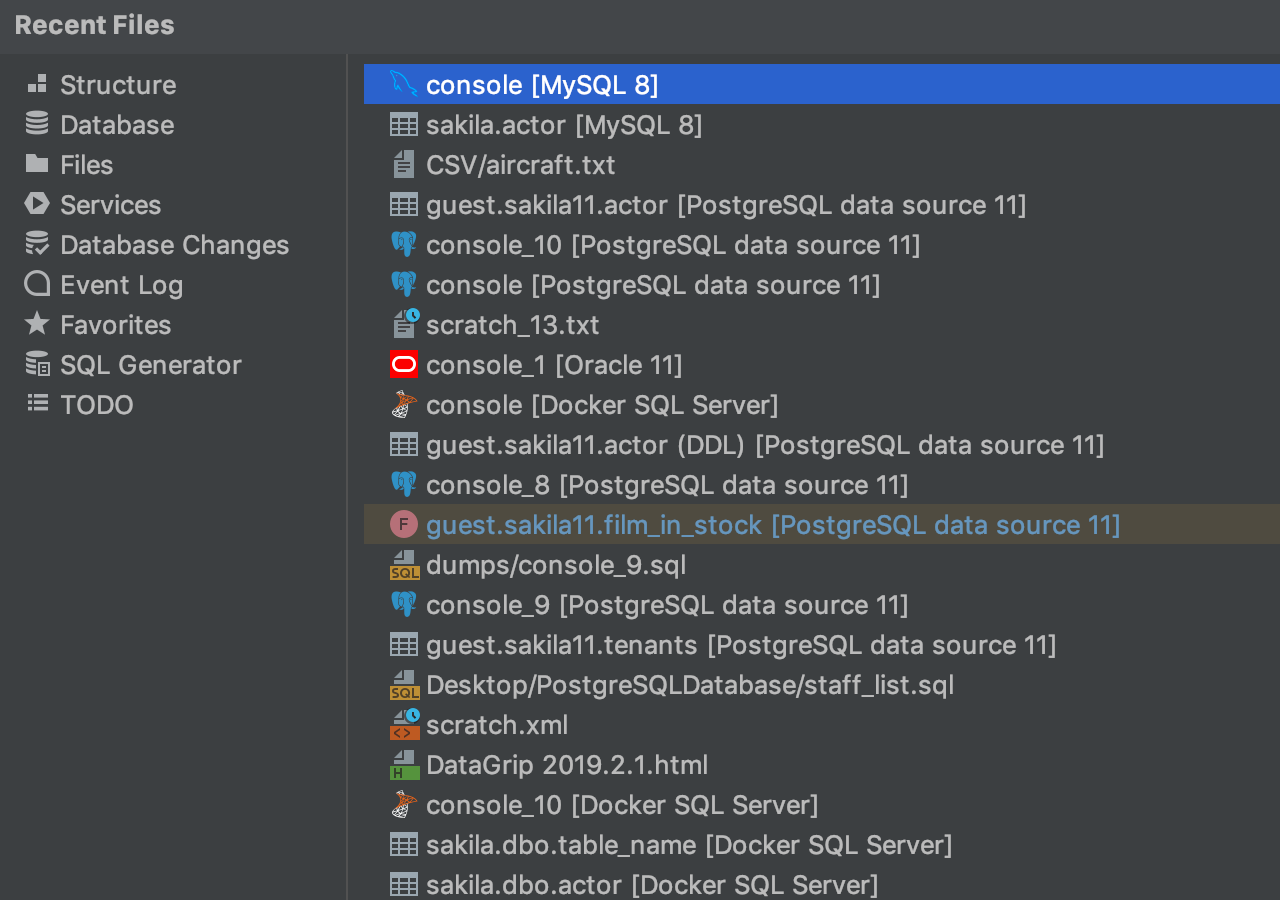 Recent Files
Structure
Database
Files
Services
Database Changes
Event Log
Favorites
SQL Generator
TODO
console [MySQL 8]
sakila.actor [MySQL 8]
CSV/aircraft.txt
guest.sakila11.actor [PostgreSQL data source 11]
console_10 [PostgreSQL data source 11]
console [PostgreSQL data source 11]
scratch_13.txt
console_1 [Oracle 11]
console [Docker SQL Server]
guest.sakila11.actor (DDL) [PostgreSQL data source 11]
console_8 [PostgreSQL data source 11]
F guest.sakila11.film_in_stock [PostgreSQL data source 11]
SQL dumps/console_9.sql
console_9 [PostgreSQL data source 11]
guest.sakila11.tenants [PostgreSQL data source 11]
SQL Desktop/PostgreSQLDatabase/staff_list.sql
<> scratch.xml
H DataGrip 2019.2.1.html
console_10 [Docker SQL Server]
sakila.dbo.table_name [Docker SQL Server]
sakila.dbo.actor [Docker SQL Server]